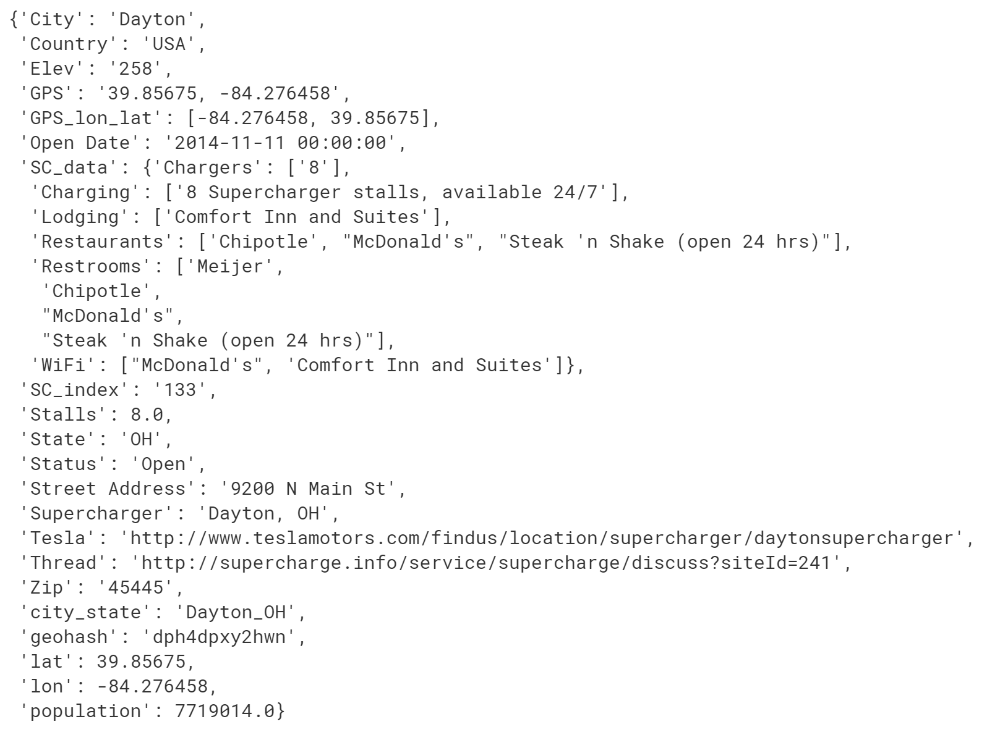 {'City': 'Dayton',
 'Country': 'USA',
 'Elev': '258',
 'GPS': '39.85675, -84.276458',
 'GPS_lon_lat': [-84.276458, 39.85675],
 'Open Date': '2014-11-11 00:00:00',
 'SC_data': {'Chargers': ['8'],
  'Charging': ['8 Supercharger stalls, available 24/7'],
  'Lodging': ['Comfort Inn and Suites'],
  'Restaurants': ['Chipotle', "McDonald's", "Steak 'n Shake (open 24 hrs)"],
  'Restrooms': ['Meijer',
   'Chipotle',
   "McDonald's",
   "Steak 'n Shake (open 24 hrs)"],
  'WiFi': ["McDonald's", 'Comfort Inn and Suites']},
 'SC_index': '133',
 'Stalls': 8.0,
 'State': 'OH',
 'Status': 'Open',
 'Street Address': '9200 N Main St',
 'Supercharger': 'Dayton, OH',
 'Tesla': 'http://www.teslamotors.com/findus/location/supercharger/daytonsupercharger',
 'Thread': 'http://supercharge.info/service/supercharge/discuss?siteId=241',
 'Zip': '45445',
 'city_state': 'Dayton_OH',
 'geohash': 'dph4dpxy2hwn',
 'lat': 39.85675,
 'lon': -84.276458,
 'population': 7719014.0}